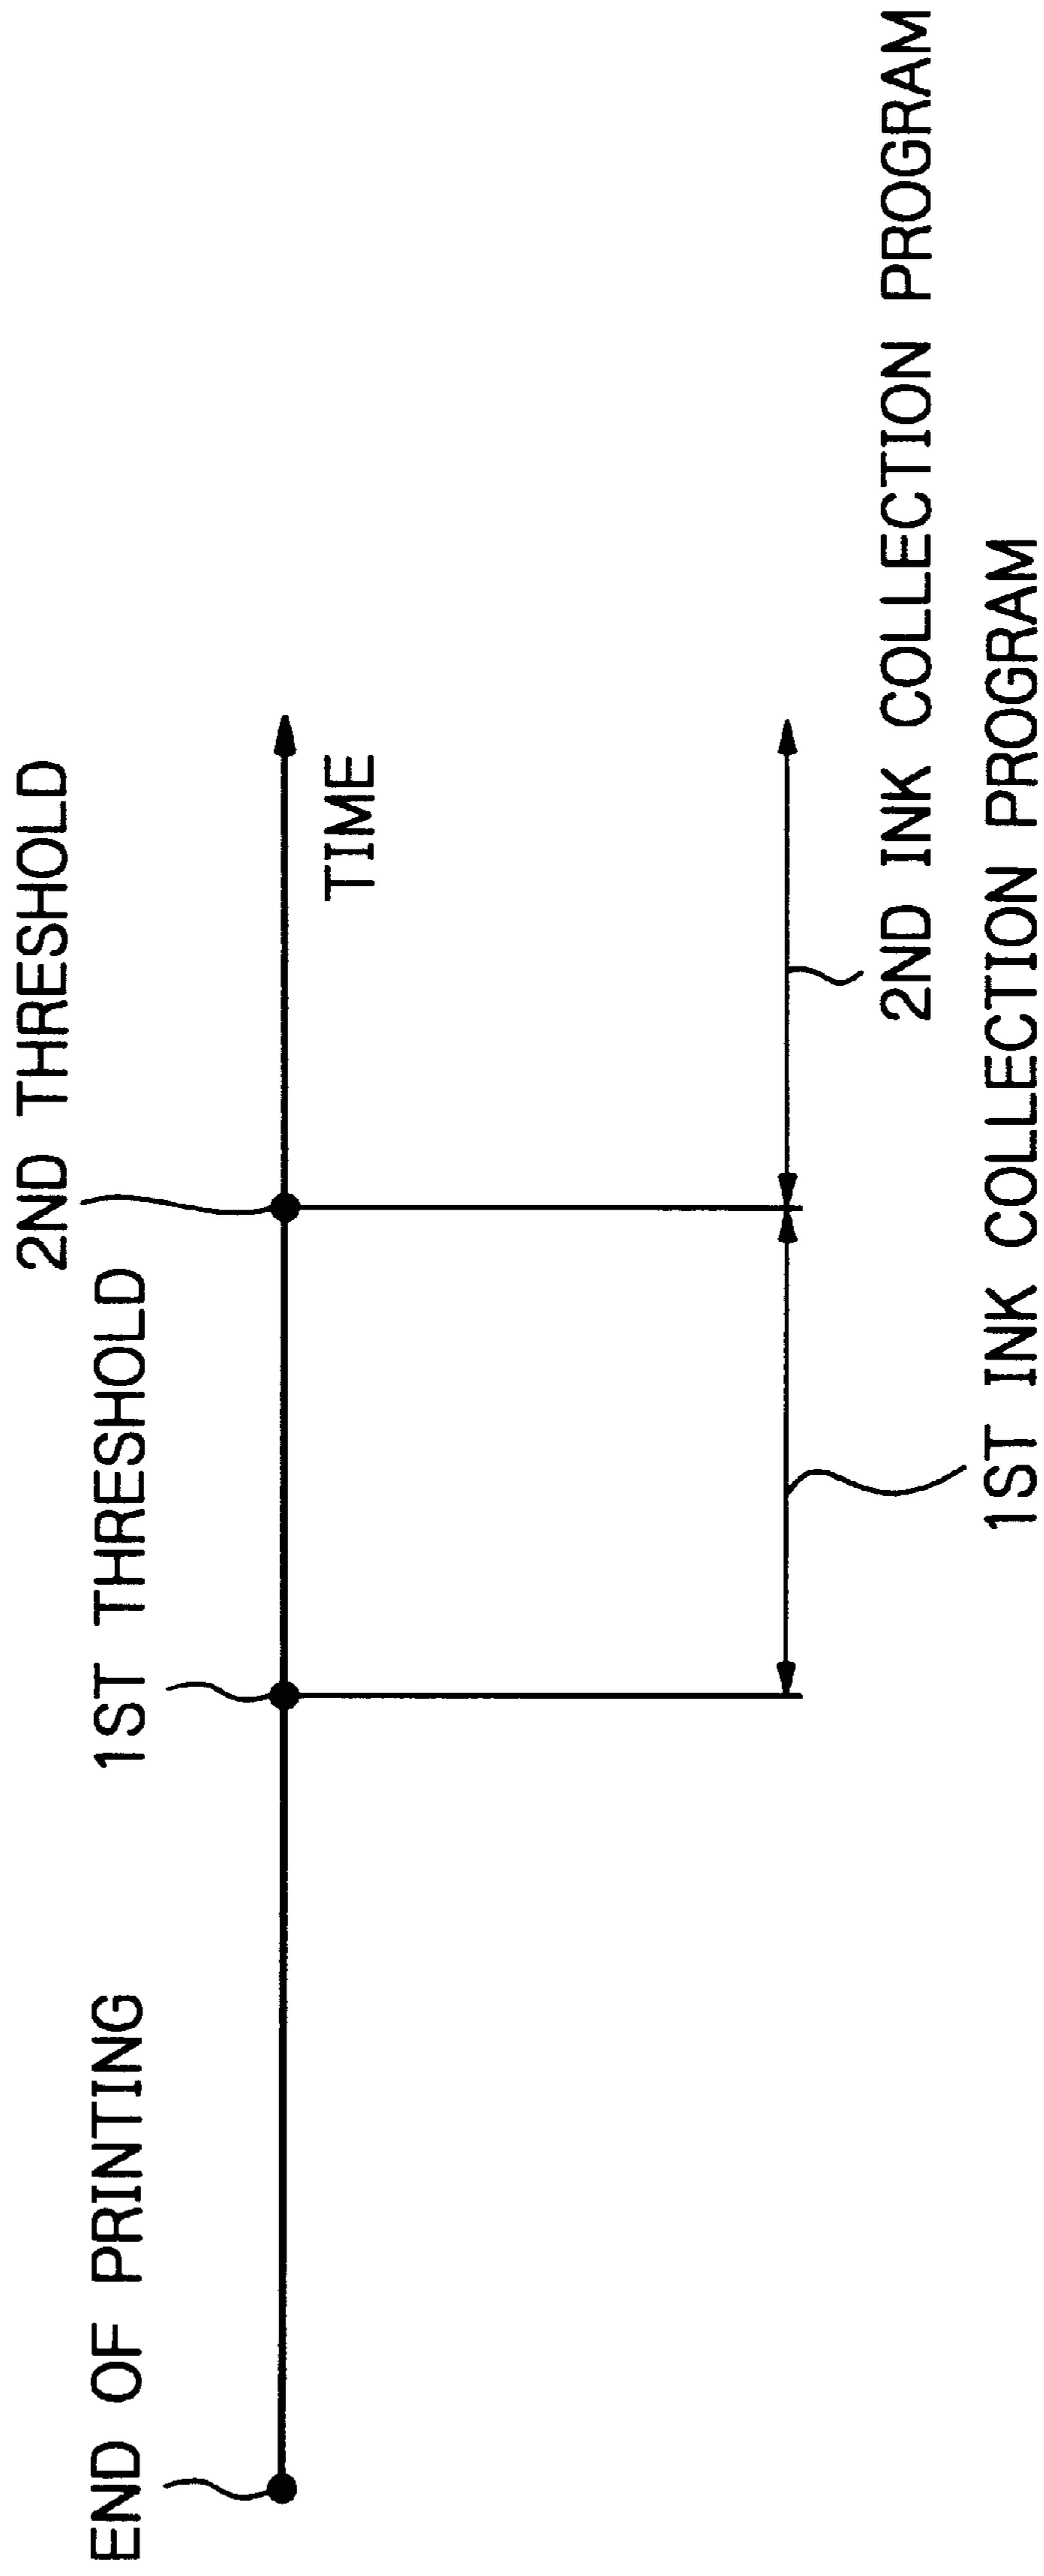 2ND THRESHOLD
END OF PRINTING
1ST THRESHOLD
TIME
2ND INK COLLECTION PROGRAM
1ST INK COLLECTION PROGRAM